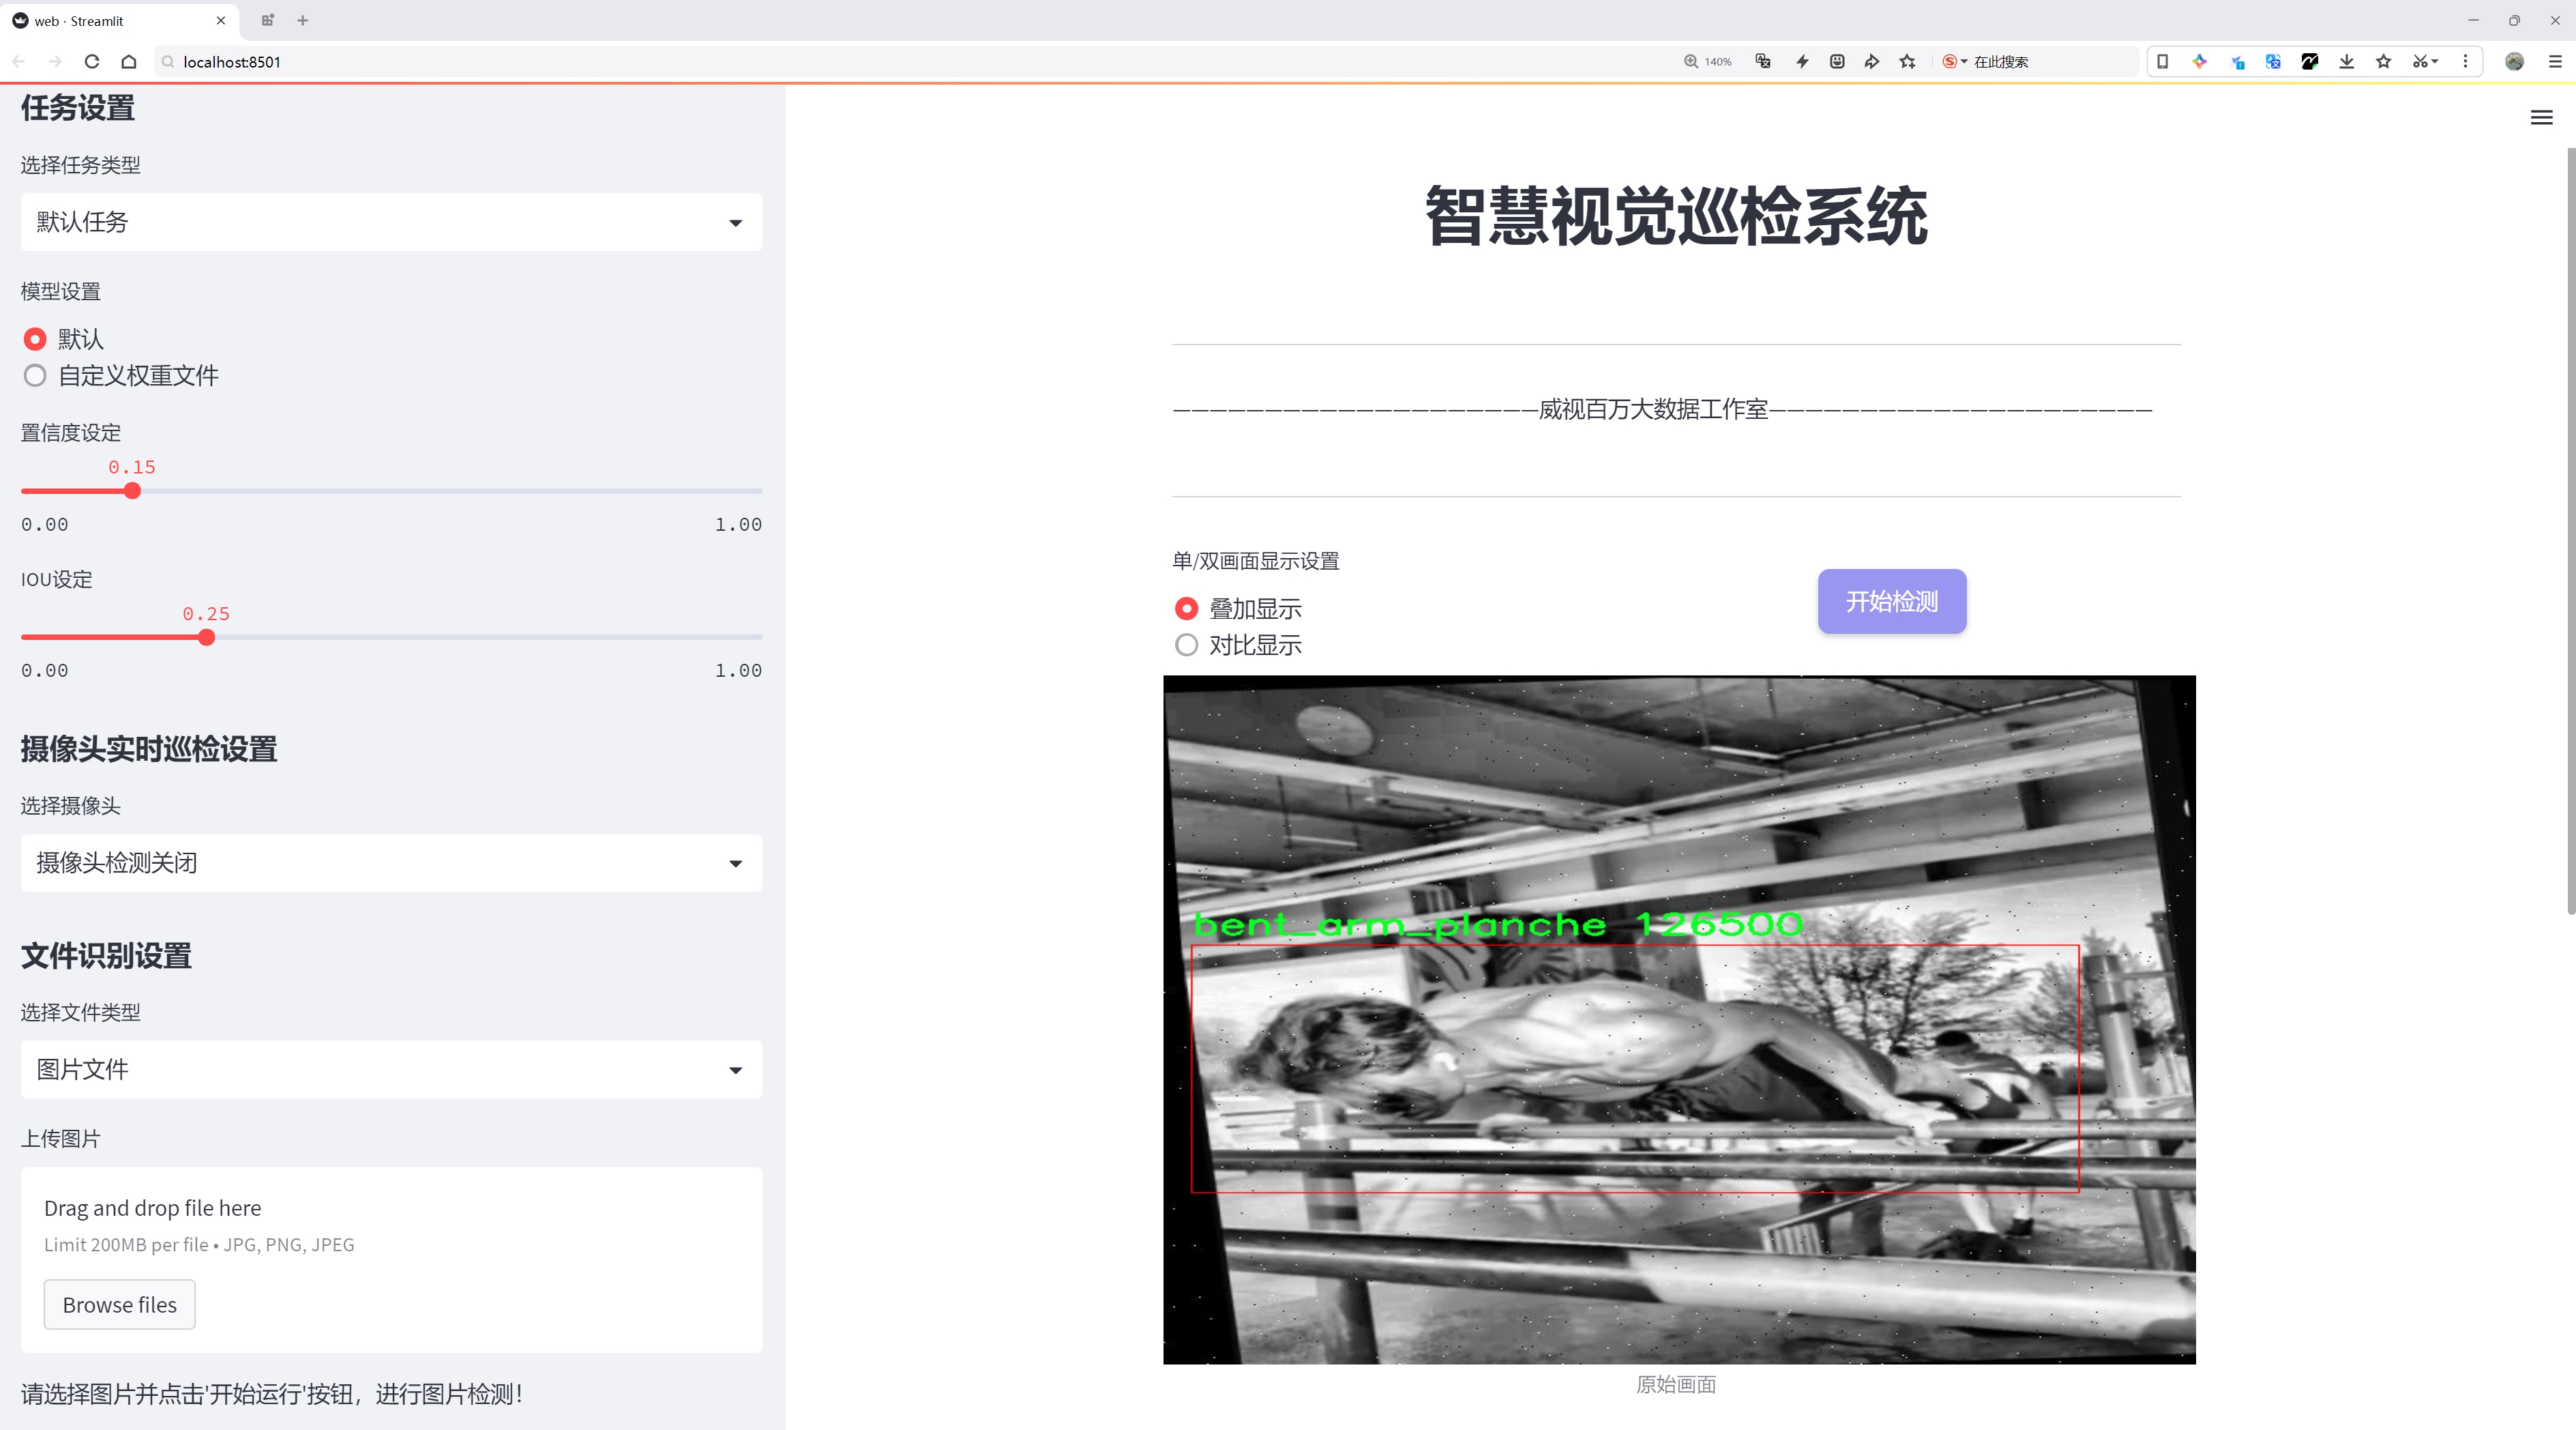 web · Streamlit
localhost:8501
140%
在此搜索
任务设置
选择任务类型
默认任务
模型设置
默认
自定义权重文件
置信度设定
0.15
0.00
1.00
IOU设定
0.25
0.00
1.00
摄像头实时巡检设置
选择摄像头
摄像头检测关闭
文件识别设置
选择文件类型
图片文件
上传图片
Drag and drop file here
Limit 200MB per file • JPG, PNG, JPEG
Browse files
请选择图片并点击'开始运行'按钮，进行图片检测！
智慧视觉巡检系统
—————————————————————威视百万大数据工作室—————————————————————
单/双画面显示设置
叠加显示
对比显示
开始检测
bent_arm_planche 126500
原始画面